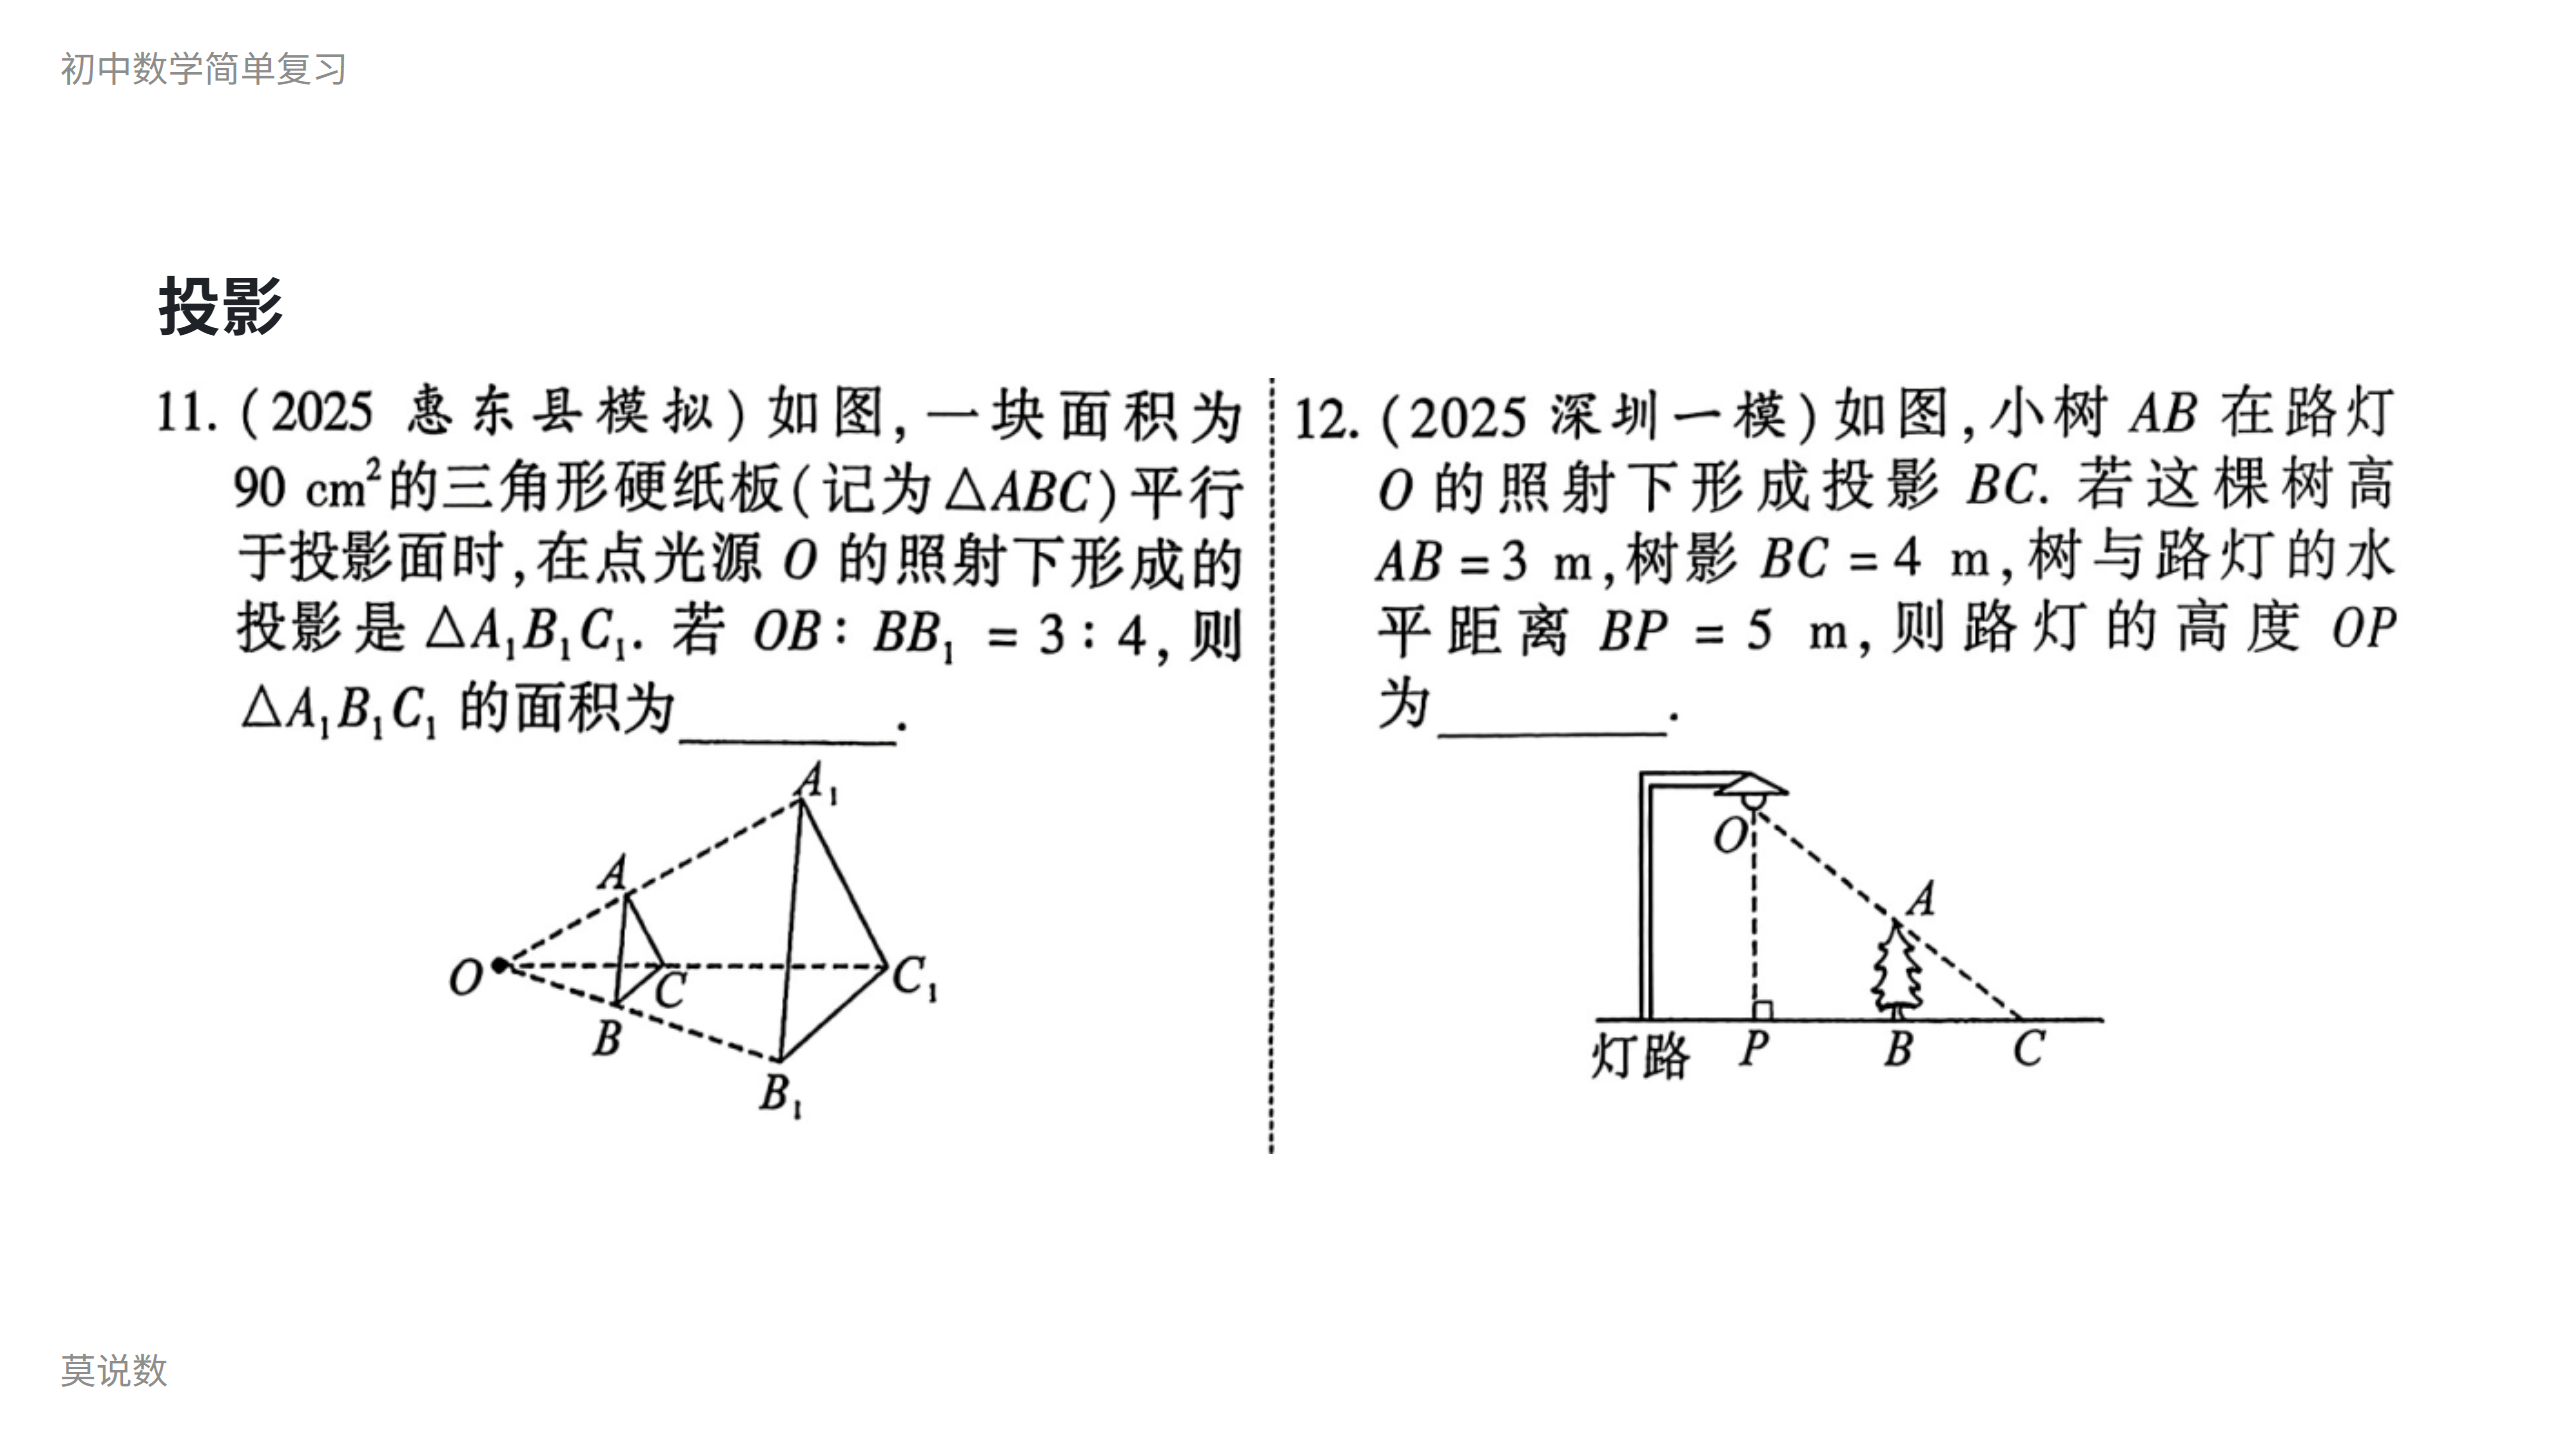 初中数学简单复习
投影
11. (2025 惠东县模拟)如图,一块面积为
90 cm²的三角形硬纸板(记为△ABC)平行
于投影面时,在点光源 O 的照射下形成的
投影是△A₁B₁C₁. 若 OB∶BB₁ = 3∶4,则
△A₁B₁C₁ 的面积为________.
A₁
A
O
C
C₁
B
B₁
12. (2025 深圳一模)如图,小树 AB 在路灯
O 的照射下形成投影 BC. 若这棵树高
AB = 3 m,树影 BC = 4 m,树与路灯的水
平距离 BP = 5 m,则路灯的高度 OP
为________.
O
A
灯路 P B C
莫说数